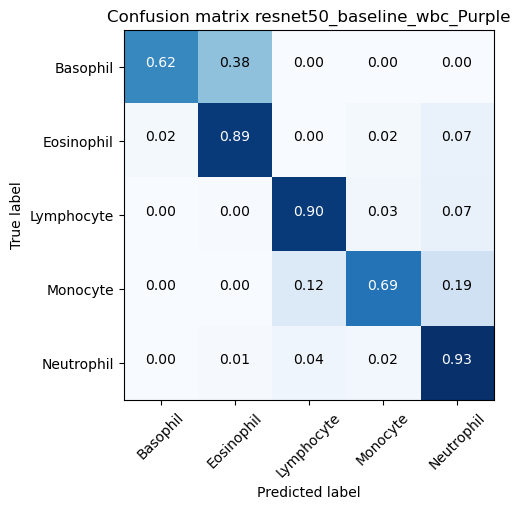 Confusion matrix resnet50_baseline_wbc_Purple
True label
Basophil 0.62 0.38 0.00 0.00 0.00
Eosinophil 0.02 0.89 0.00 0.02 0.07
Lymphocyte 0.00 0.00 0.90 0.03 0.07
Monocyte 0.00 0.00 0.12 0.69 0.19
Neutrophil 0.00 0.01 0.04 0.02 0.93
Basophil Eosinophil Lymphocyte Monocyte Neutrophil
Predicted label